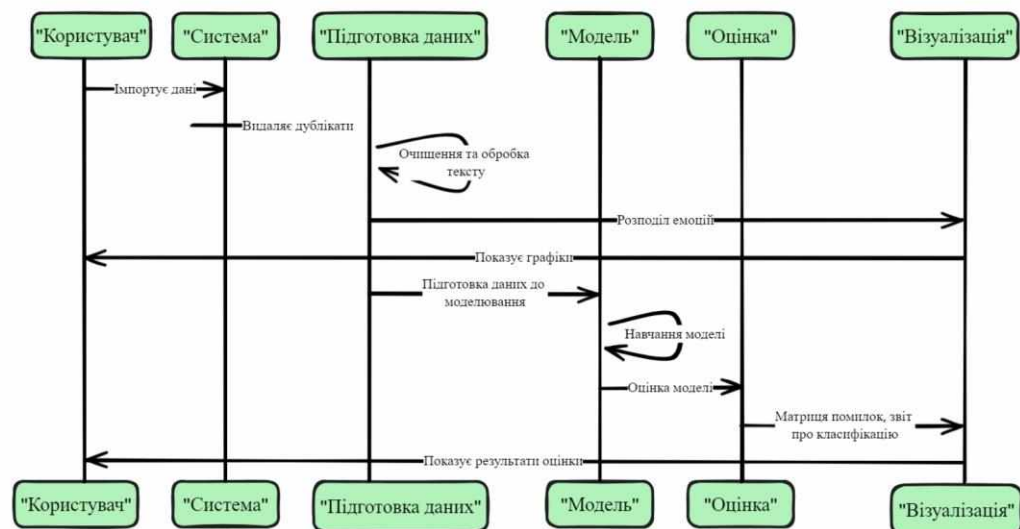 "Користувач" "Система" "Підготовка даних" "Модель" "Оцінка" "Візуалізація"
Імпортує дані
Видаляє дублікати
Очищення та обробка
тексту
Розподіл емоцій
Показує графіки
Підготовка даних до
моделювання
Навчання моделі
Оцінка моделі
Матриця помилок, звіт
про класифікацію
Показує результати оцінки
"Користувач" "Система" "Підготовка даних" "Модель" "Оцінка" "Візуалізація"